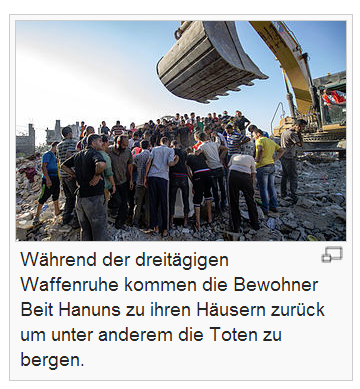 Während der dreitägigen
Waffenruhe kommen die Bewohner
Beit Hanuns zu ihren Häusern zurück
um unter anderem die Toten zu
bergen.